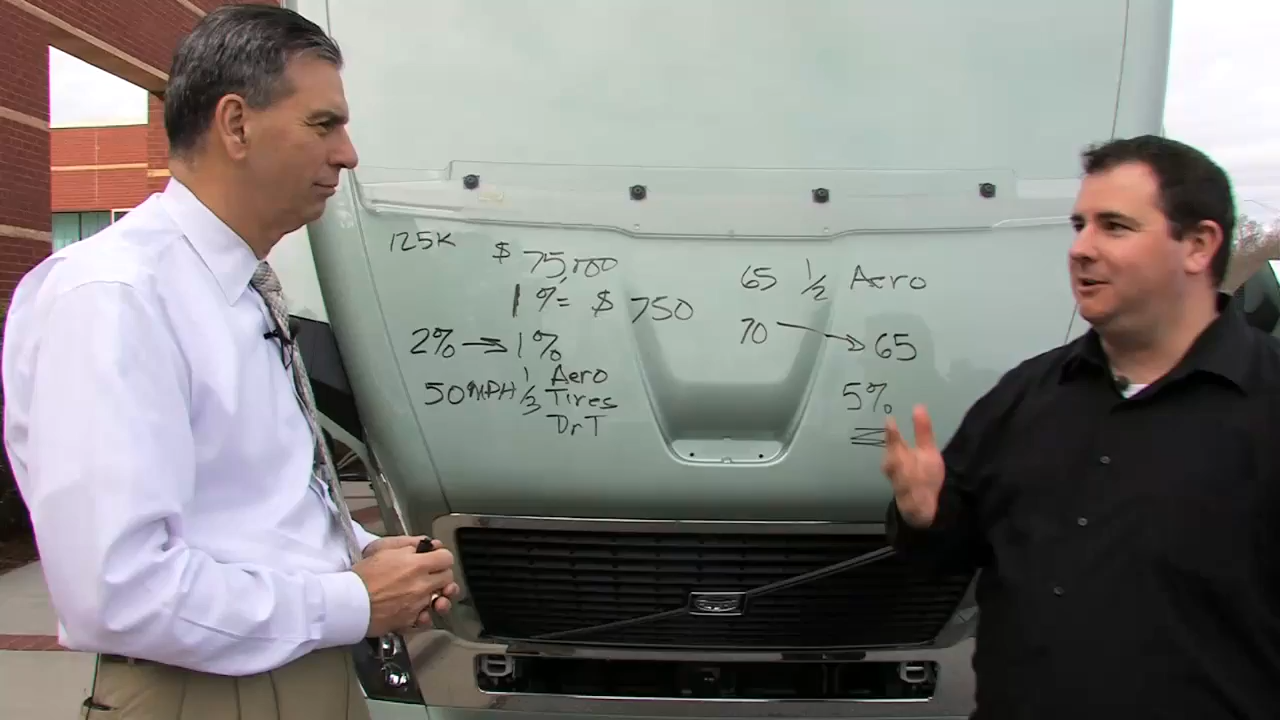 125K
$ 75,000
1% = $ 750
2% → 1%
50MPH 1/3 Aero
Tires
DrT
65 1/2 Aero
70 → 65
5%